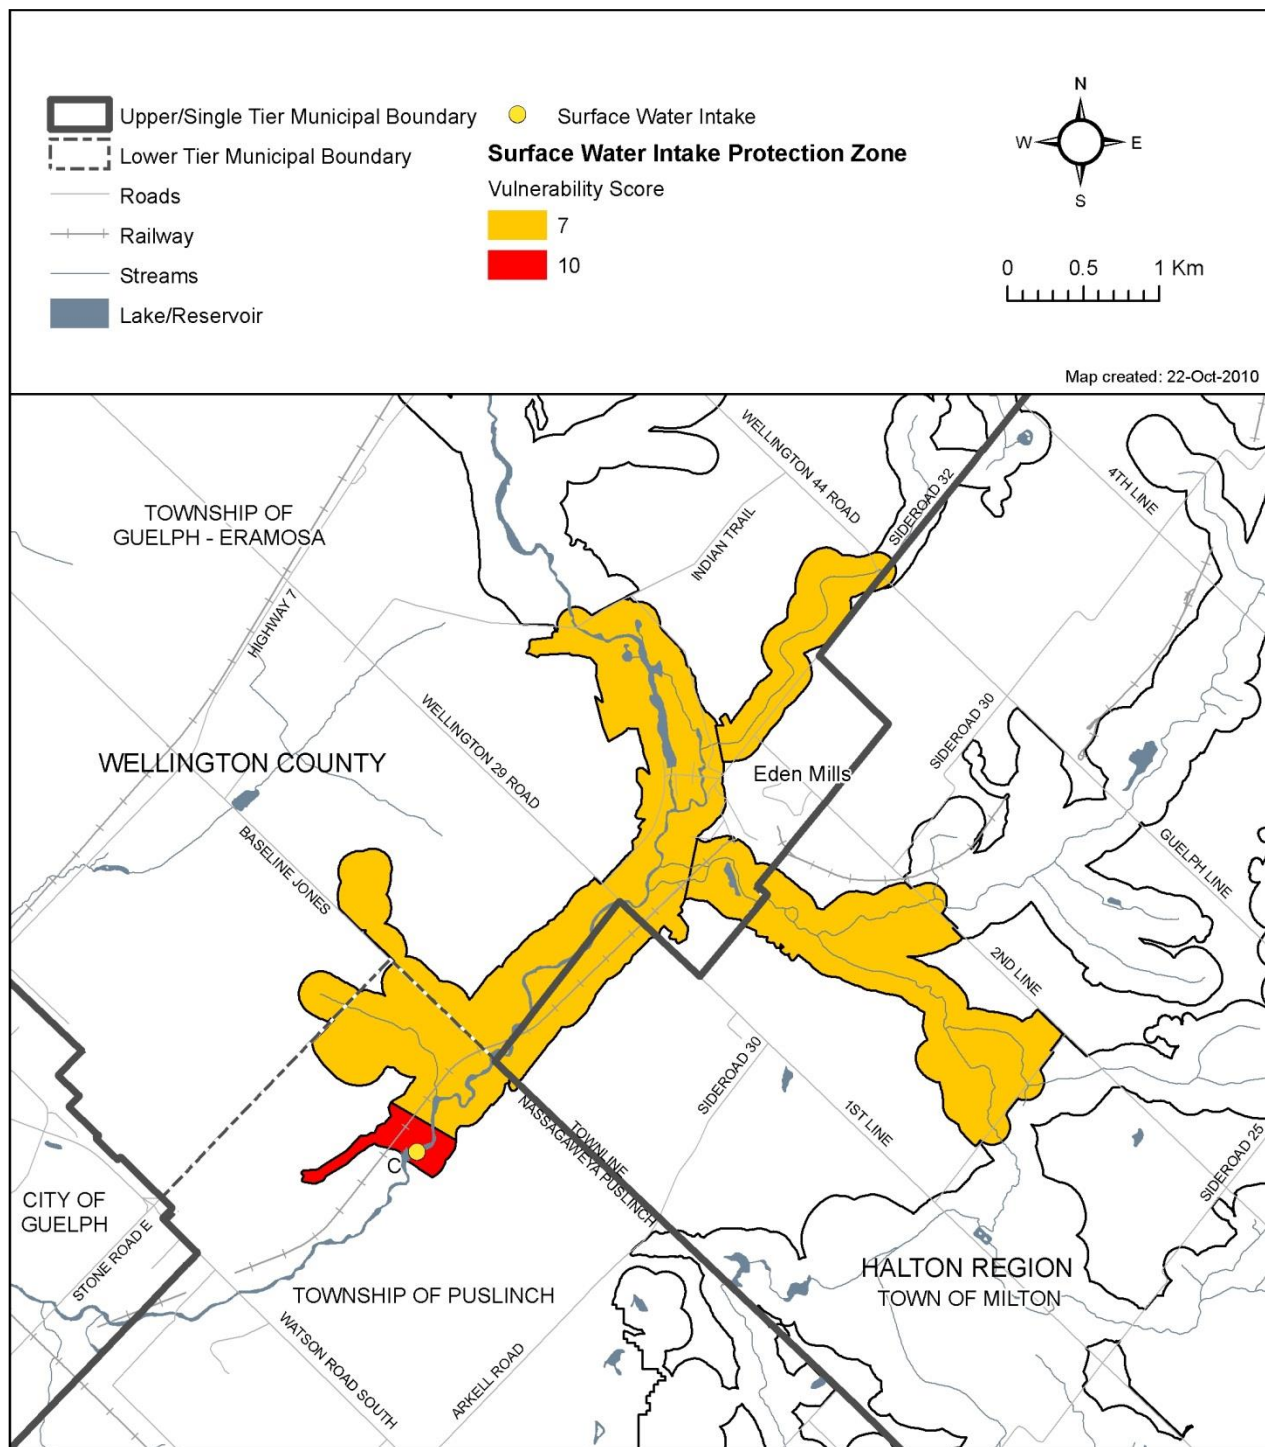 Upper/Single Tier Municipal Boundary
Lower Tier Municipal Boundary
Roads
Railway
Streams
Lake/Reservoir
Surface Water Intake
Surface Water Intake Protection Zone
Vulnerability Score
7
10
N
W
E
S
0 0.5 1 Km
Map created: 22-Oct-2010
WELLINGTON 44 ROAD
SIDEROAD 32
4TH LINE
TOWNSHIP OF
GUELPH - ERAMOSA
INDIAN TRAIL
HIGHWAY 7
WELLINGTON 29 ROAD
SIDEROAD 30
WELLINGTON COUNTY
Eden Mills
BASELINE JONES
GUELPH LINE
2ND LINE
SIDEROAD 30
1ST LINE
TOWNLINE
NASSAGAWEYA PUSLINCH
C
SIDEROAD 25
CITY OF
GUELPH
STONE ROAD E
TOWNSHIP OF PUSLINCH
HALTON REGION
TOWN OF MILTON
WATSON ROAD SOUTH
ARKELL ROAD